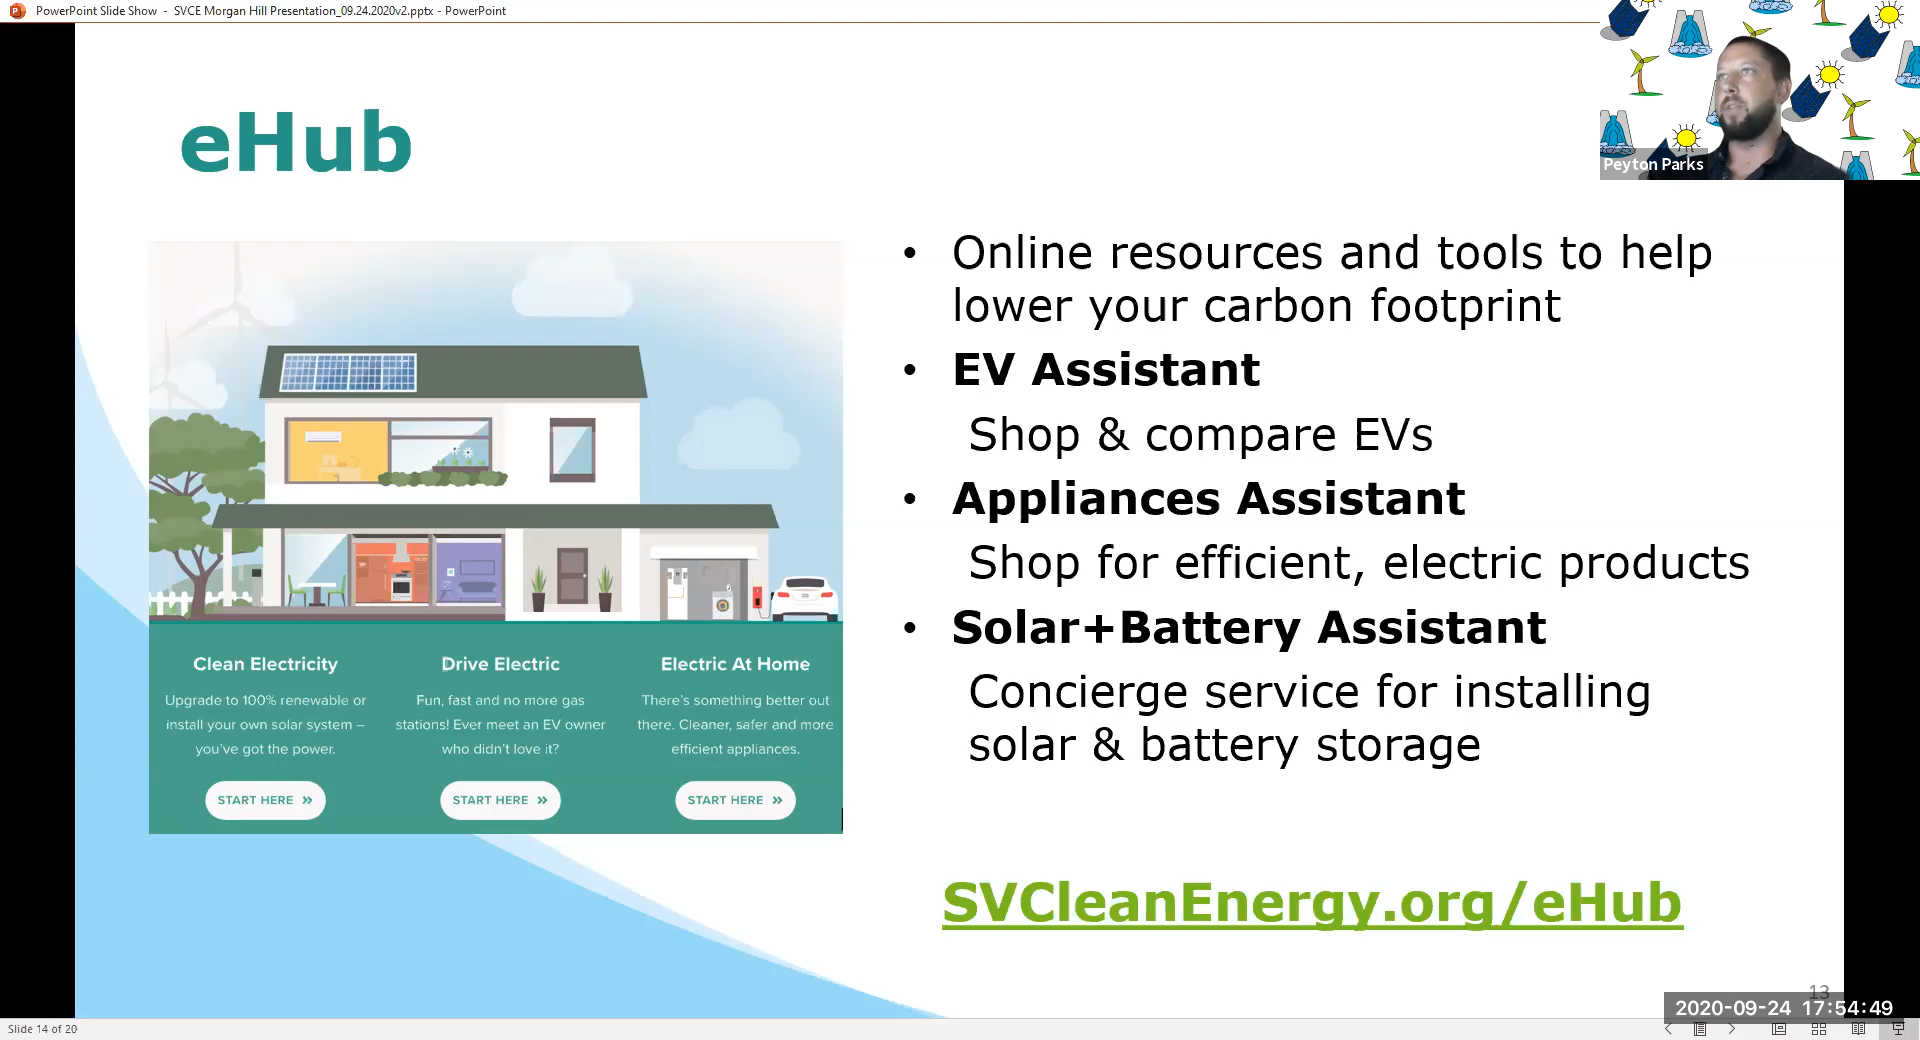 PowerPoint Slide Show - SVCE Morgan Hill Presentation_09.24.2020v2.pptx - PowerPoint
Peyton Parks
eHub
• Online resources and tools to help
lower your carbon footprint
• EV Assistant
Shop & compare EVs
• Appliances Assistant
Shop for efficient, electric products
• Solar+Battery Assistant
Concierge service for installing
solar & battery storage
Clean Electricity
Upgrade to 100% renewable or
install your own solar system –
you've got the power.
START HERE »
Drive Electric
Fun, fast and no more gas
stations! Ever meet an EV owner
who didn't love it?
START HERE »
Electric At Home
There's something better out
there. Cleaner, safer and more
efficient appliances.
START HERE »
SVCleanEnergy.org/eHub
13
2020-09-24 17:54:49
Slide 14 of 20